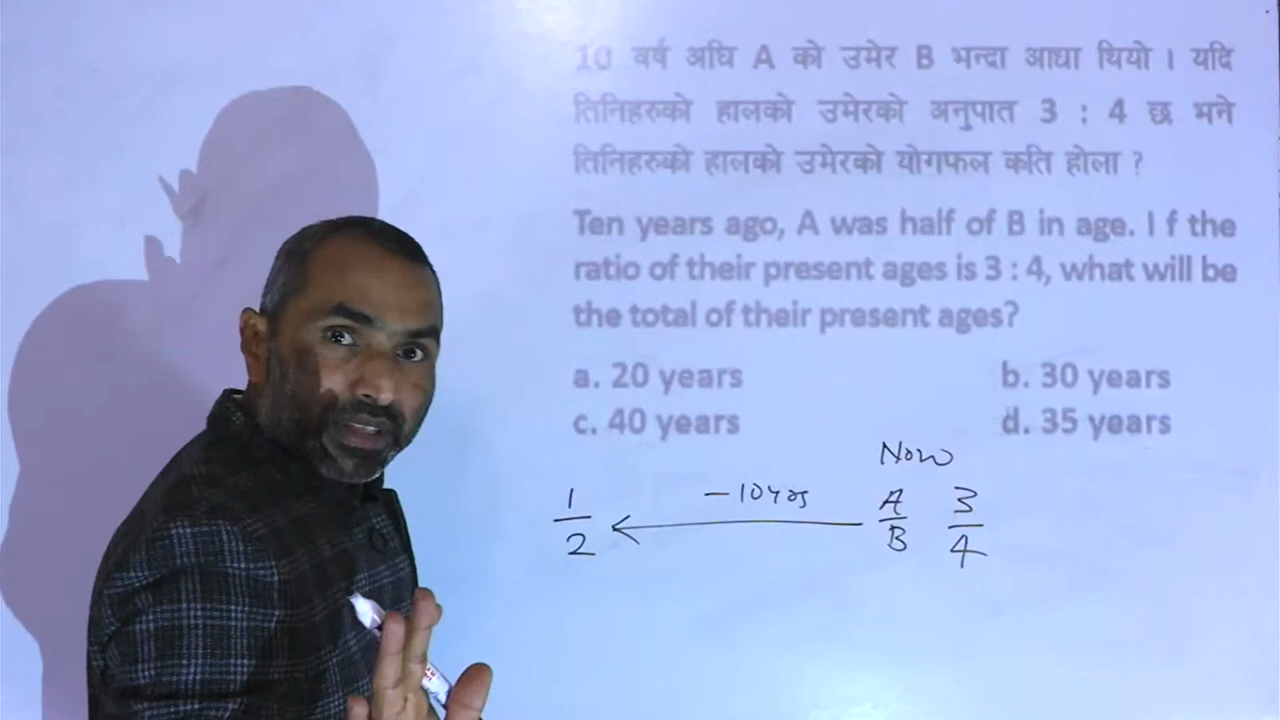 10 वर्ष अघि A को उमेर B भन्दा आधा थियो । यदि
तिनिहरुको हालको उमेरको अनुपात 3 : 4 छ भने
तिनिहरुको हालको उमेरको योगफल कति होला ?
Ten years ago, A was half of B in age. I f the
ratio of their present ages is 3 : 4, what will be
the total of their present ages?
a. 20 years b. 30 years
c. 40 years d. 35 years
Now
1/2 ← -10yrs A/B 3/4